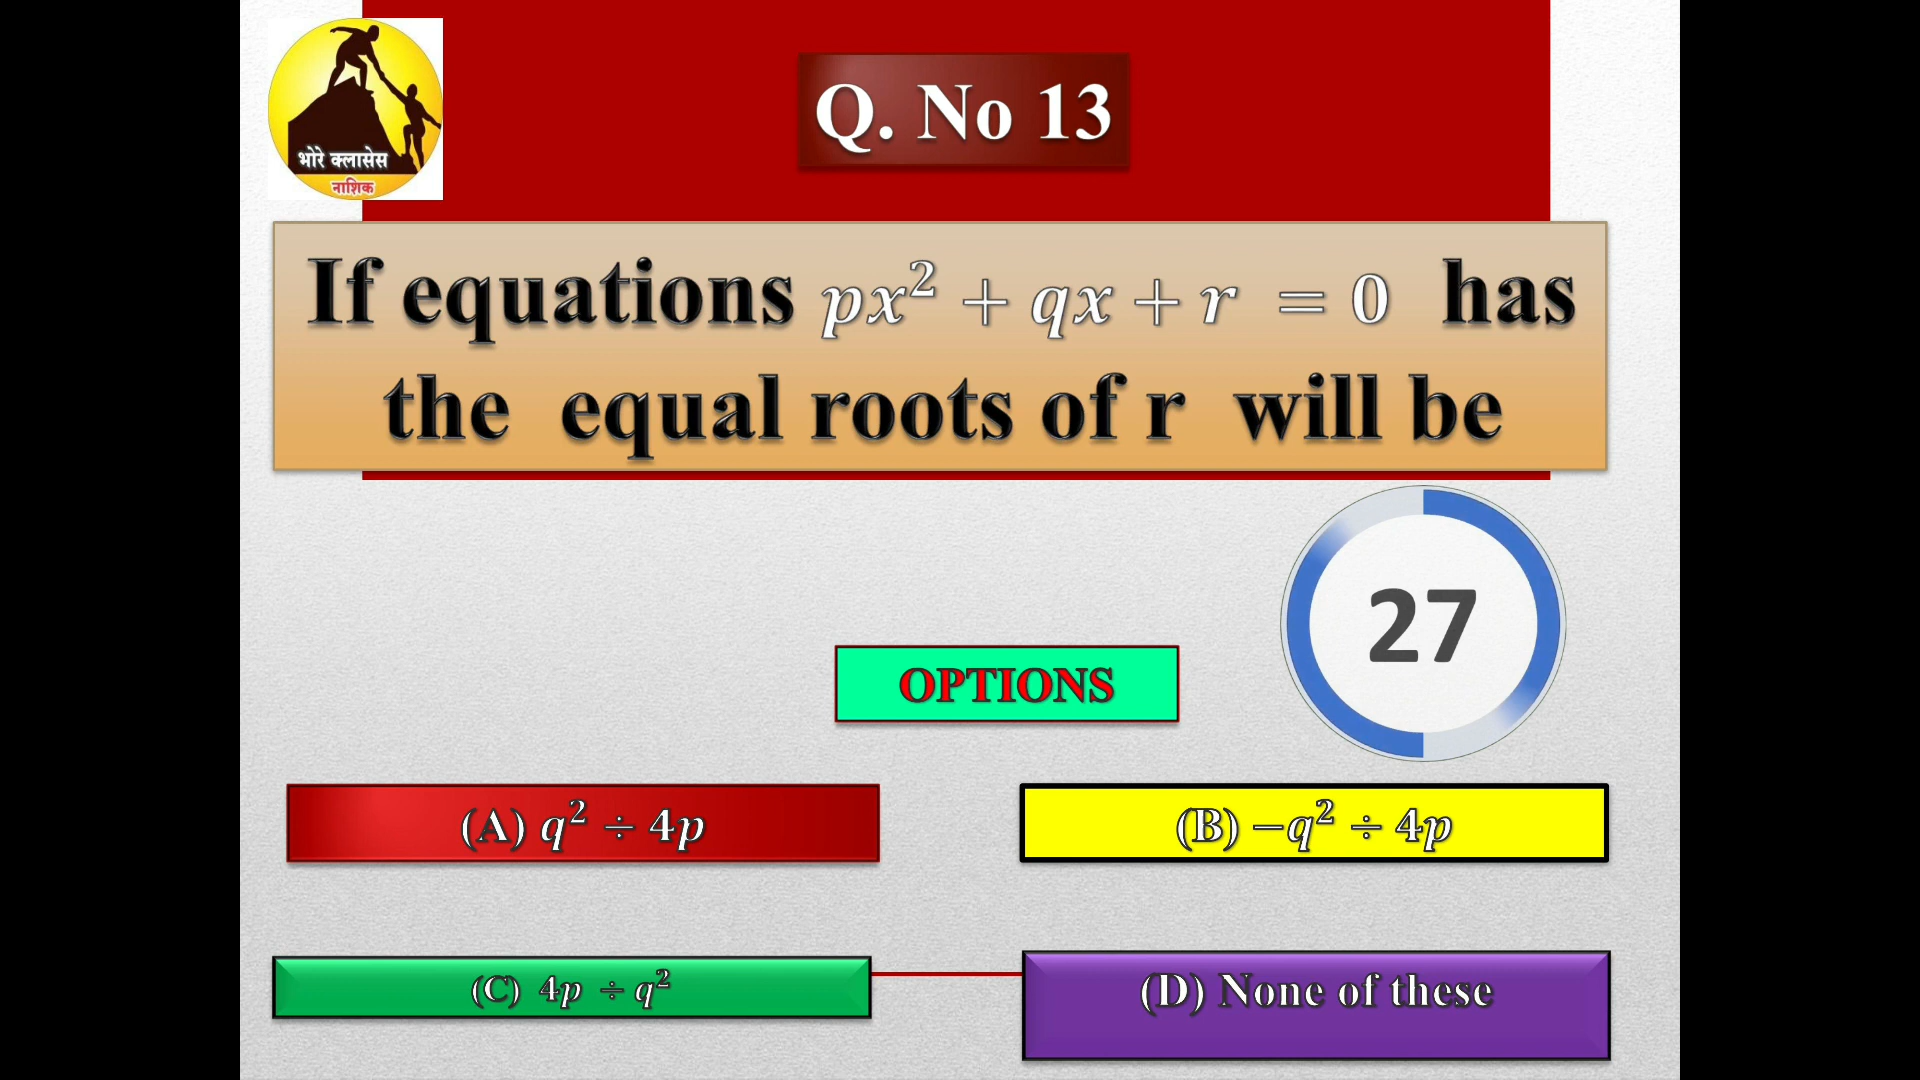 भोरे क्लासेस
नाशिक
Q. No 13
If equations px² + qx + r = 0 has
the equal roots of r will be
27
OPTIONS
(A) q² ÷ 4p
(B) −q² ÷ 4p
(C) 4p ÷ q²
(D) None of these